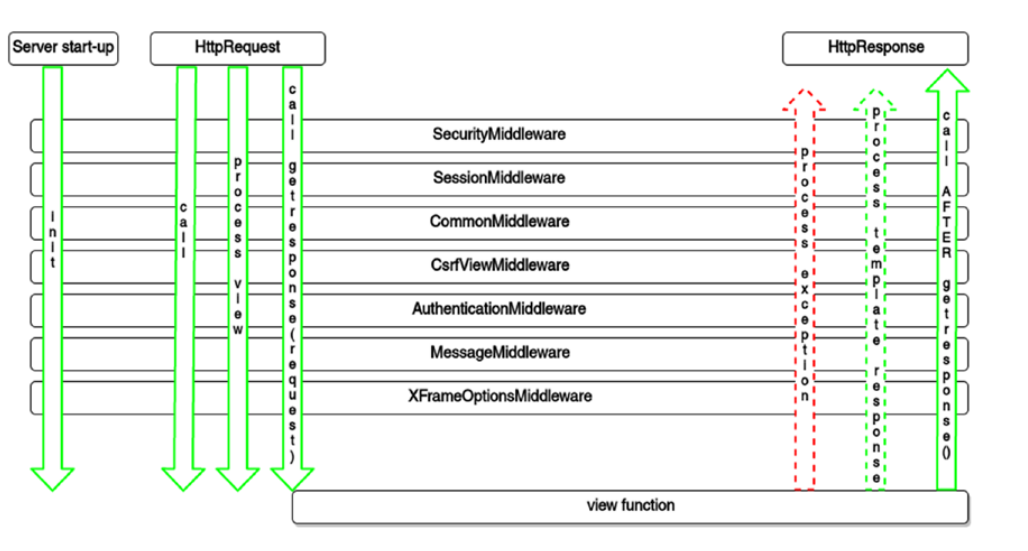 Server start-up
HttpRequest
HttpResponse
SecurityMiddleware
SessionMiddleware
CommonMiddleware
CsrfViewMiddleware
AuthenticationMiddleware
MessageMiddleware
XFrameOptionsMiddleware
Init
call
process view
call getresponse(request)
process exception
process template response
call AFTER getresponse()
view function